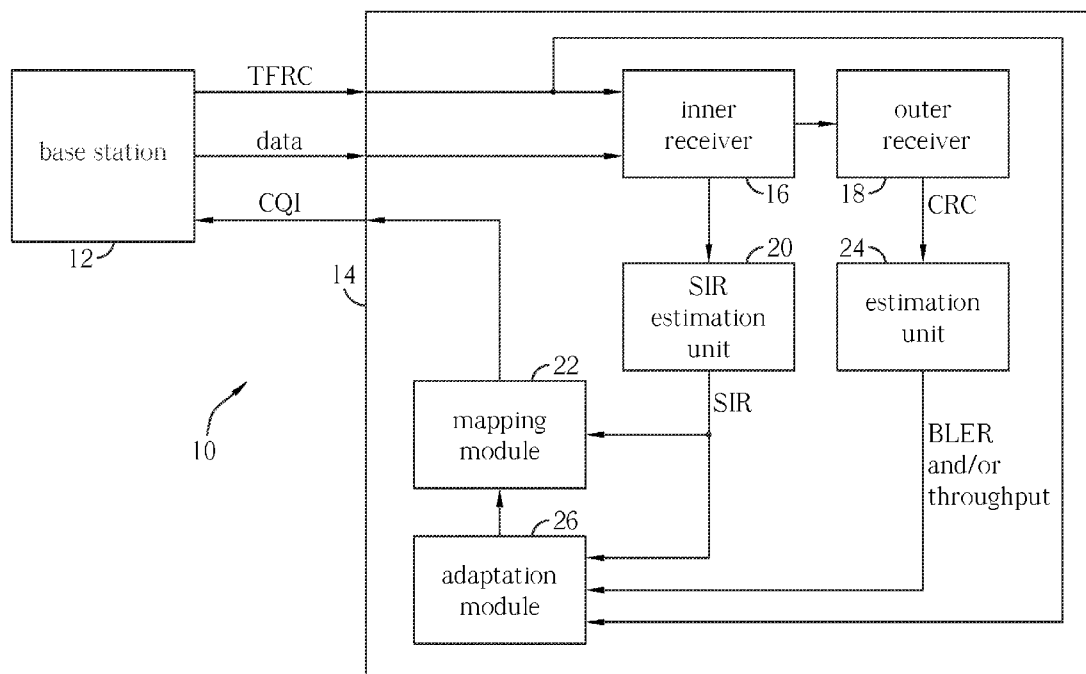 TFRC
base station
data
CQI
12
14
10
inner
receiver
16
outer
receiver
18
CRC
20
SIR
estimation
unit
24
estimation
unit
SIR
22
mapping
module
BLER
and/or
throughput
26
adaptation
module